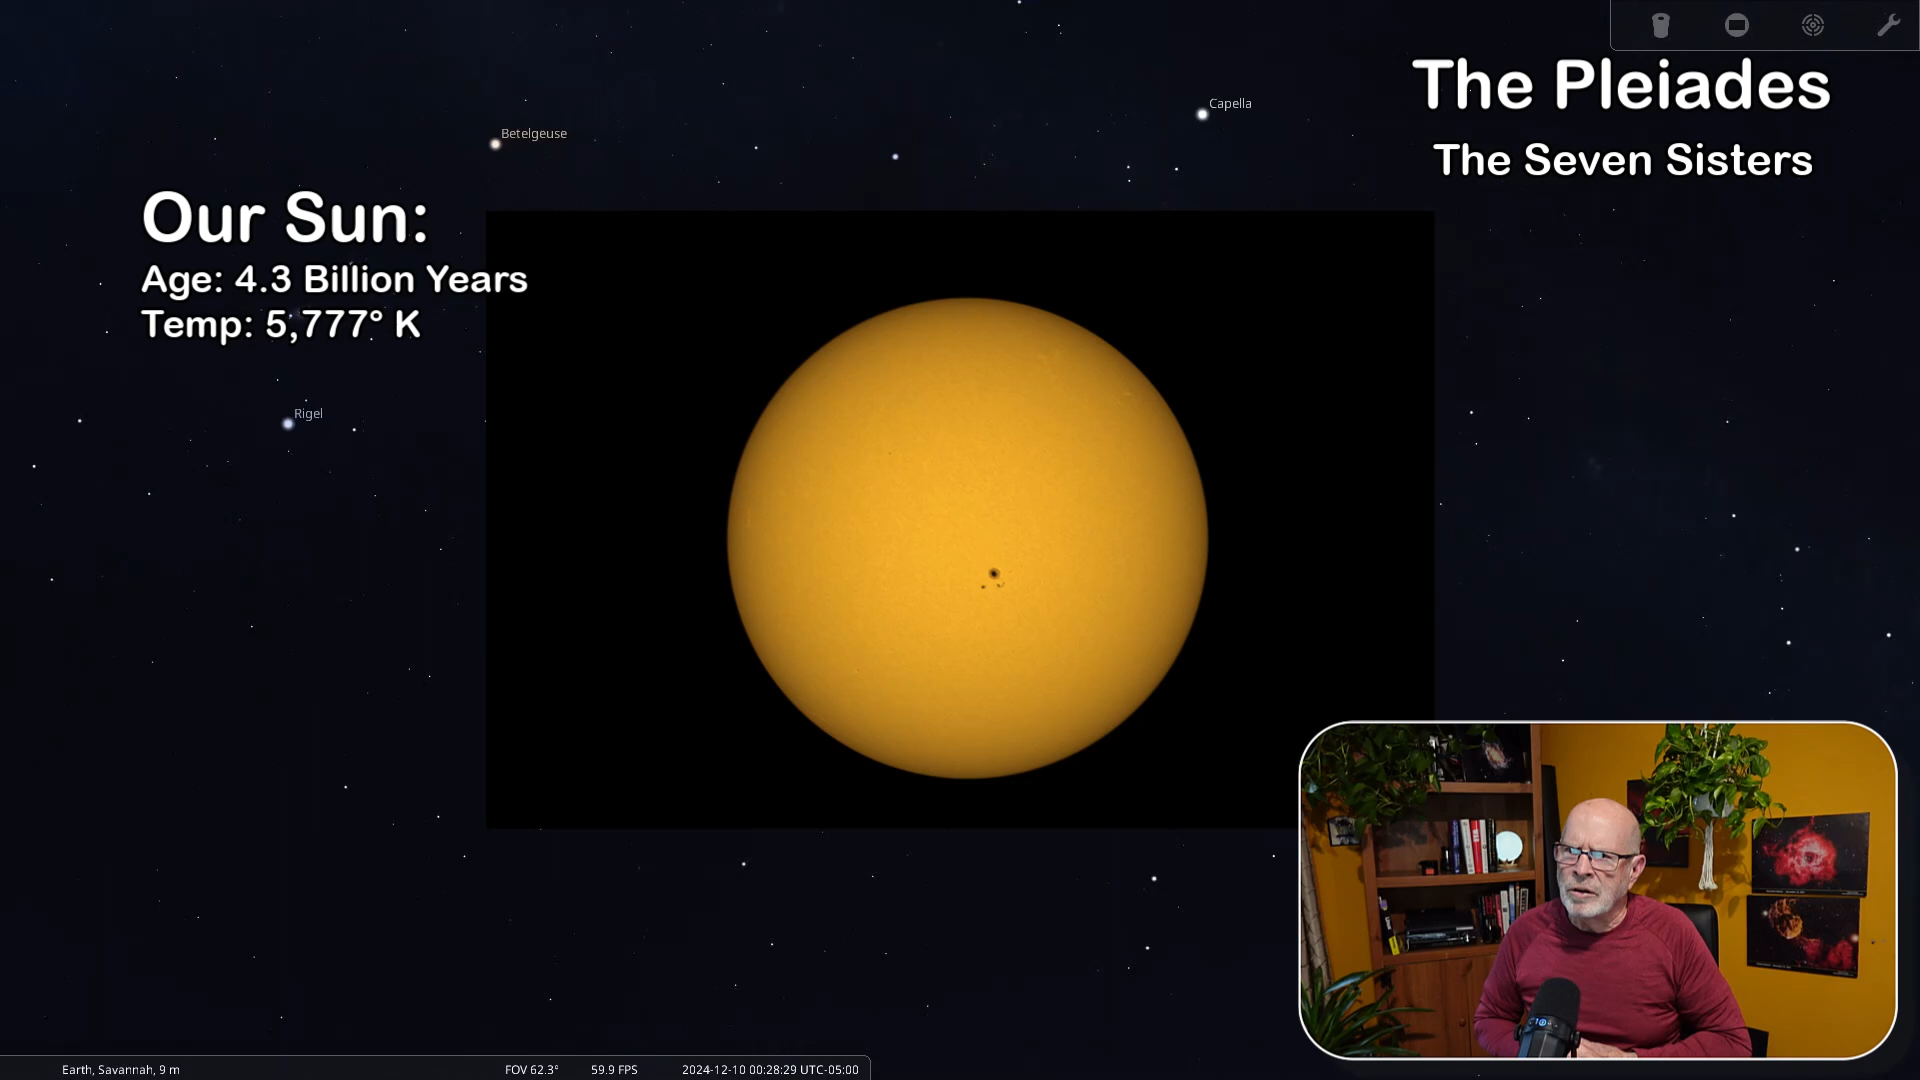 The Pleiades
The Seven Sisters
Capella
Betelgeuse
Our Sun:
Age: 4.3 Billion Years
Temp: 5,777° K
Rigel
Earth, Savannah, 9 m
FOV 62.3°
59.9 FPS
2024-12-10 00:28:29 UTC-05:00